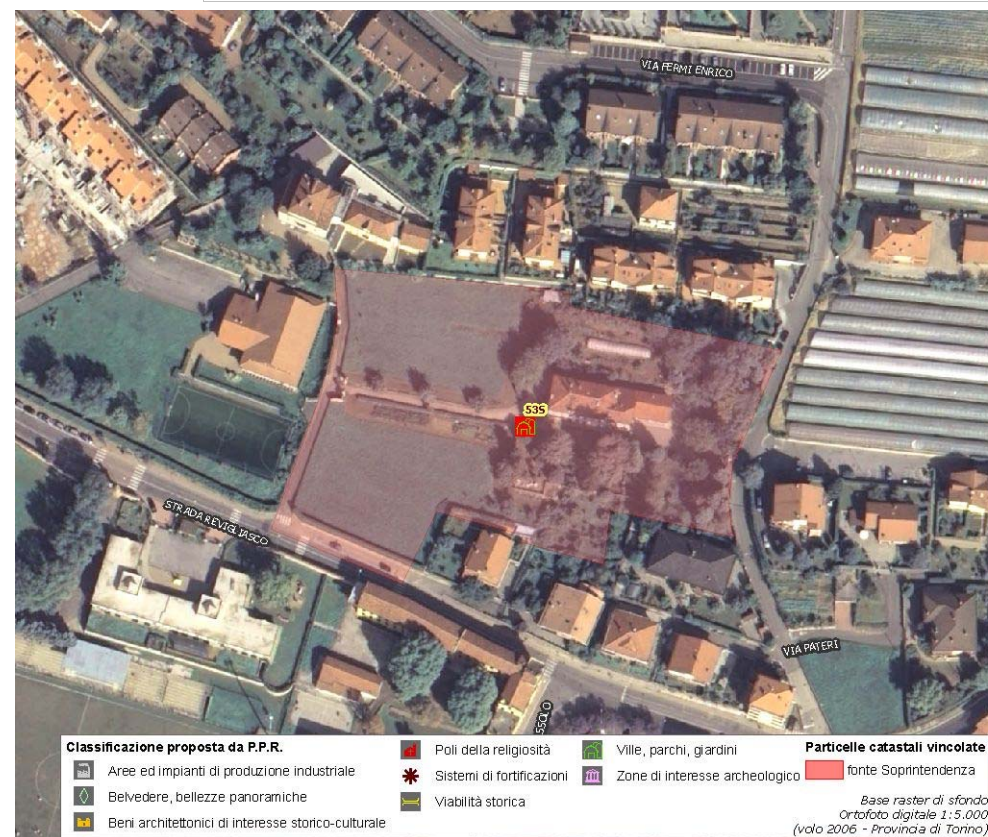 VIA FERMI ENRICO
535
STRADA REVIGLIASCO
VIA PATERI
SSOLO
Classificazione proposta da P.P.R.
Aree ed impianti di produzione industriale
Belvedere, bellezze panoramiche
Beni architettonici di interesse storico-culturale
Poli della religiosità
Sistemi di fortificazioni
Viabilità storica
Ville, parchi, giardini
Zone di interesse archeologico
Particelle catastali vincolate
fonte Soprintendenza
Base raster di sfondo
Ortofoto digitale 1:5.000
(volo 2006 - Provincia di Torino)